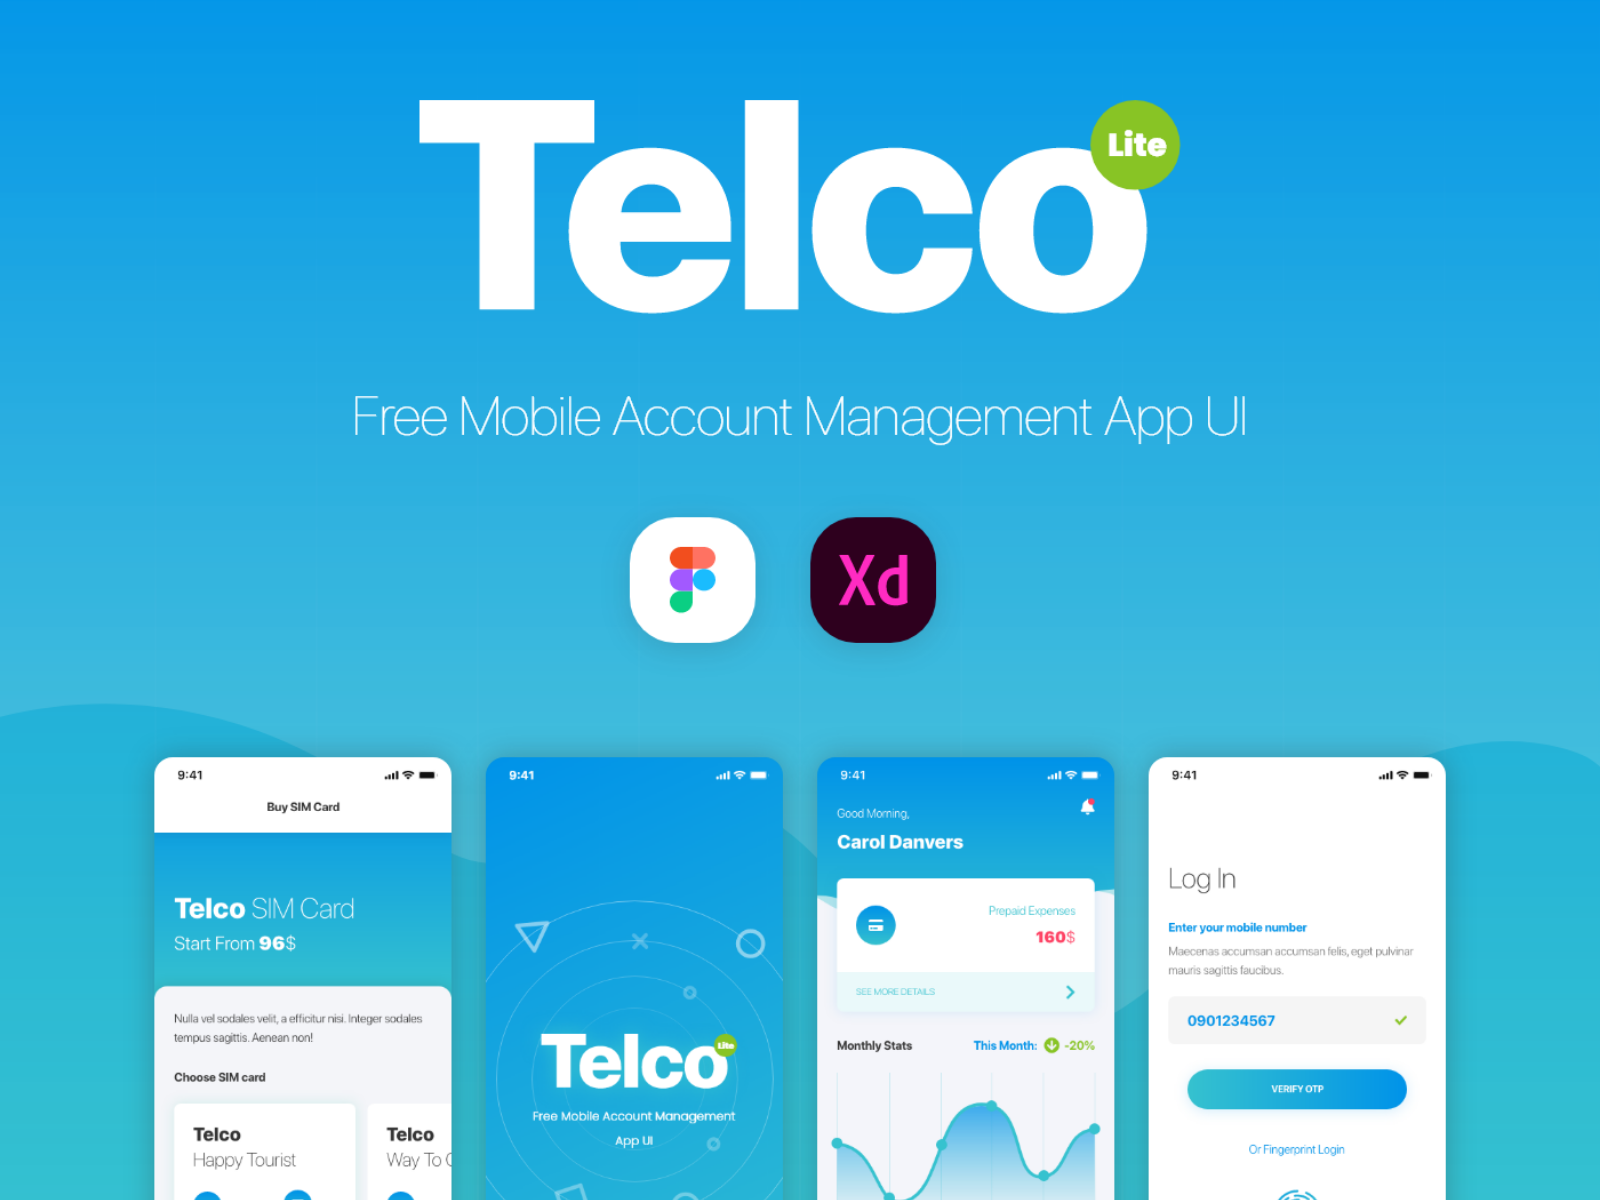 Telco
Lite
Free Mobile Account Management App UI
Xd
9:41
Buy SIM Card
Telco SIM Card
Start From 96$
Nulla vel sodales velit, a efficitur nisi. Integer sodales
tempus sagittis. Aenean non!
Choose SIM card
Telco
Happy Tourist
Telco
Way To
9:41
Telco
Lite
Free Mobile Account Management
App UI
9:41
Good Morning,
Carol Danvers
Prepaid Expenses
160$
SEE MORE DETAILS
Monthly Stats
This Month: -20%
9:41
Log In
Enter your mobile number
Maecenas accumsan accumsan felis, eget pulvinar
mauris sagittis faucibus.
0901234567
VERIFY OTP
Or Fingerprint Login